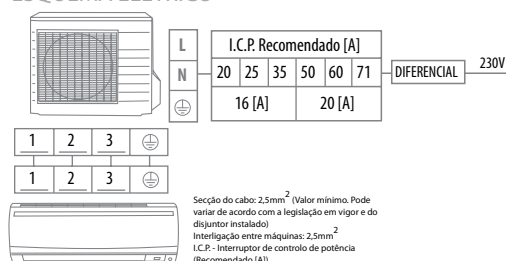 ESQUEMA ELÉTRICO
L
I.C.P. Recomendado [A]
N
20 25 35 50 60 71
DIFERENCIAL
230V
16 [A] 20 [A]
1 2 3
1 2 3
Secção do cabo: 2,5mm² (Valor mínimo. Pode
variar de acordo com a legislação em vigor e do
disjuntor instalado)
Interligação entre máquinas: 2,5mm²
I.C.P. - Interruptor de controlo de potência
(Recomendado [A])